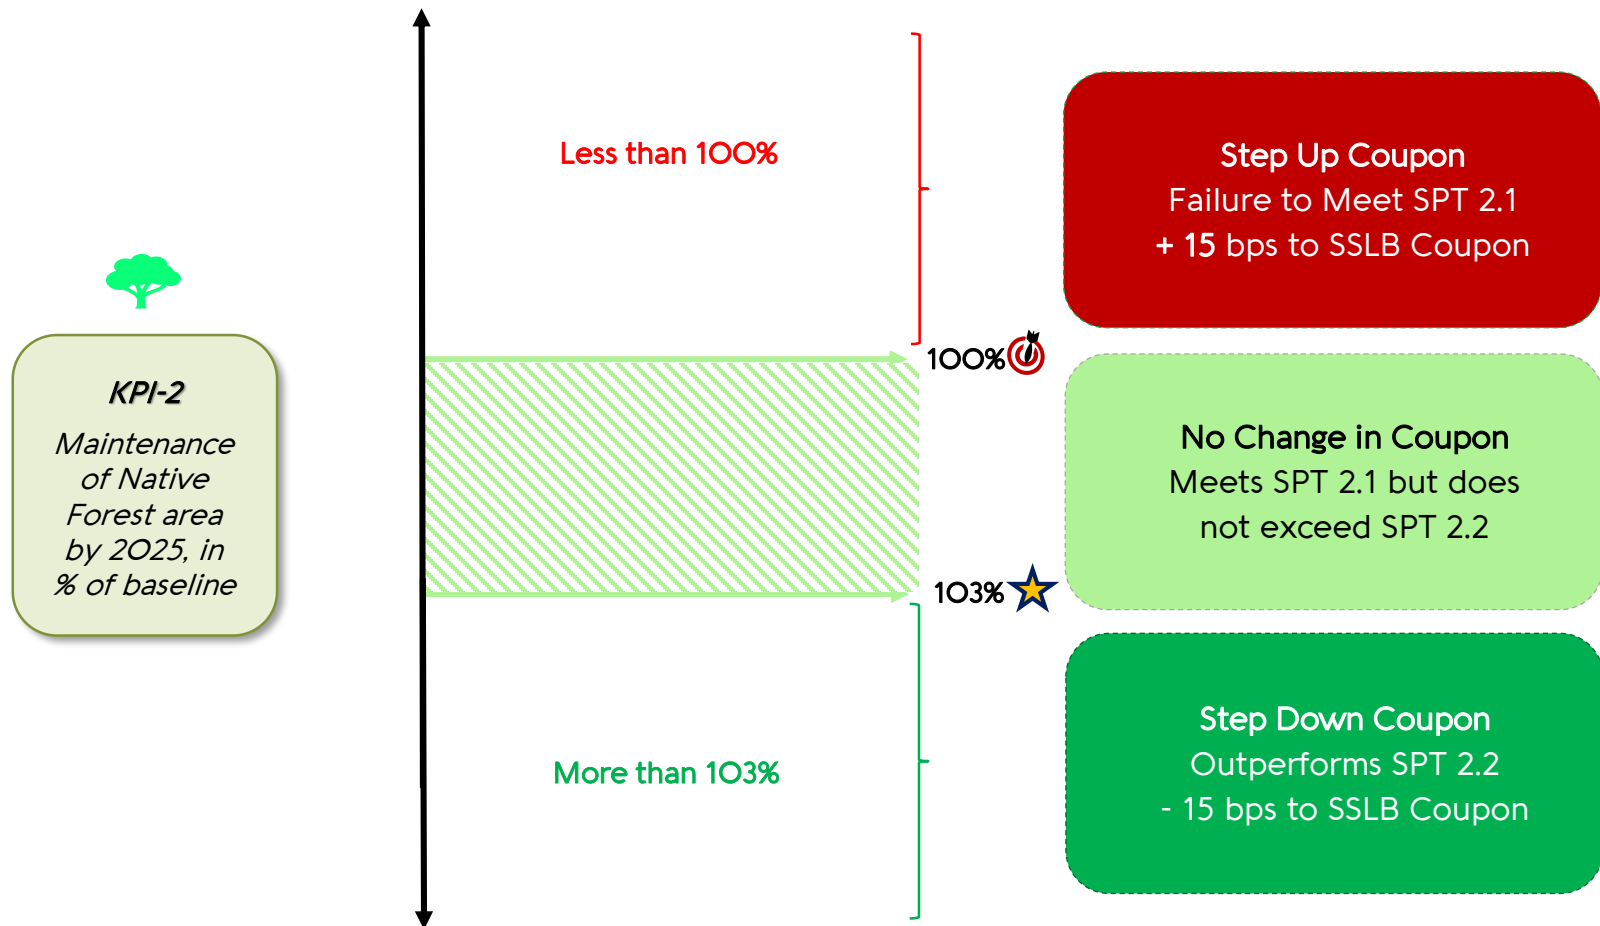 Less than 100%
Step Up Coupon
Failure to Meet SPT 2.1
+ 15 bps to SSLB Coupon
100%
KPI-2
Maintenance
of Native
Forest area
by 2025, in
% of baseline
No Change in Coupon
Meets SPT 2.1 but does
not exceed SPT 2.2
103%
More than 103%
Step Down Coupon
Outperforms SPT 2.2
- 15 bps to SSLB Coupon